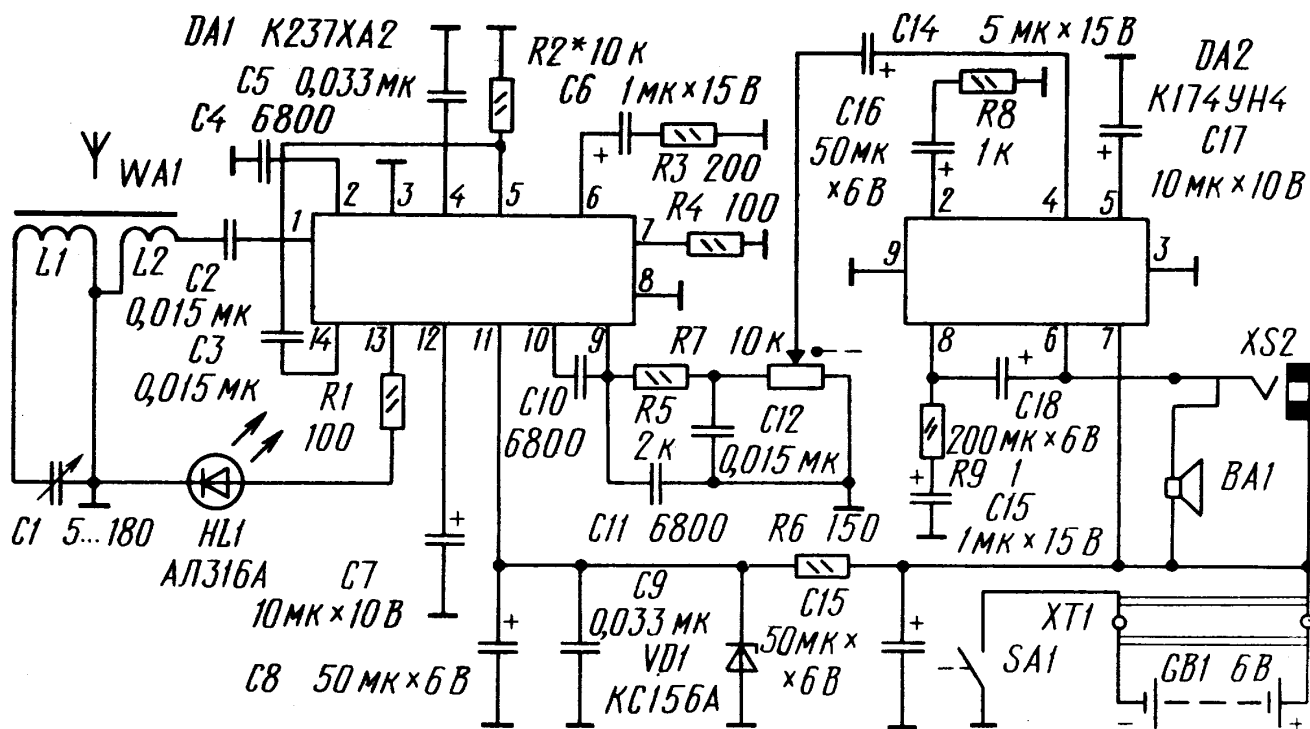 DA1 К237ХА2
C5 0,033 мк
C4 6800
R2* 10 к
C6 1 мк × 15 В
R3 200
R4 100
C14 5 мк × 15 В
DA2
К174УН4
C16
50 мк
× 6 В
R8
1 к
C17
10 мк × 10 В
WA1
L1
L2
C2
0,015 мк
C3
0,015 мк
1
2
3
4
5
6
7
8
9
10
11
12
13
14
2
4
5
9
3
8
6
7
R1
100
R7 10 к
C10
6800
R5
2 к
C12
0,015 мк
C11 6800
R6 150
C18
200 мк × 6 В
R9 1
C15
1 мк × 15 В
XS2
BA1
C1 5...180
HL1
АЛ316А
C7
10 мк × 10 В
C8 50 мк × 6 В
C9
0,033 мк
VD1
КС156А
C15
50 мк ×
× 6 В
+
SA1
XT1
GB1 6 В
- +